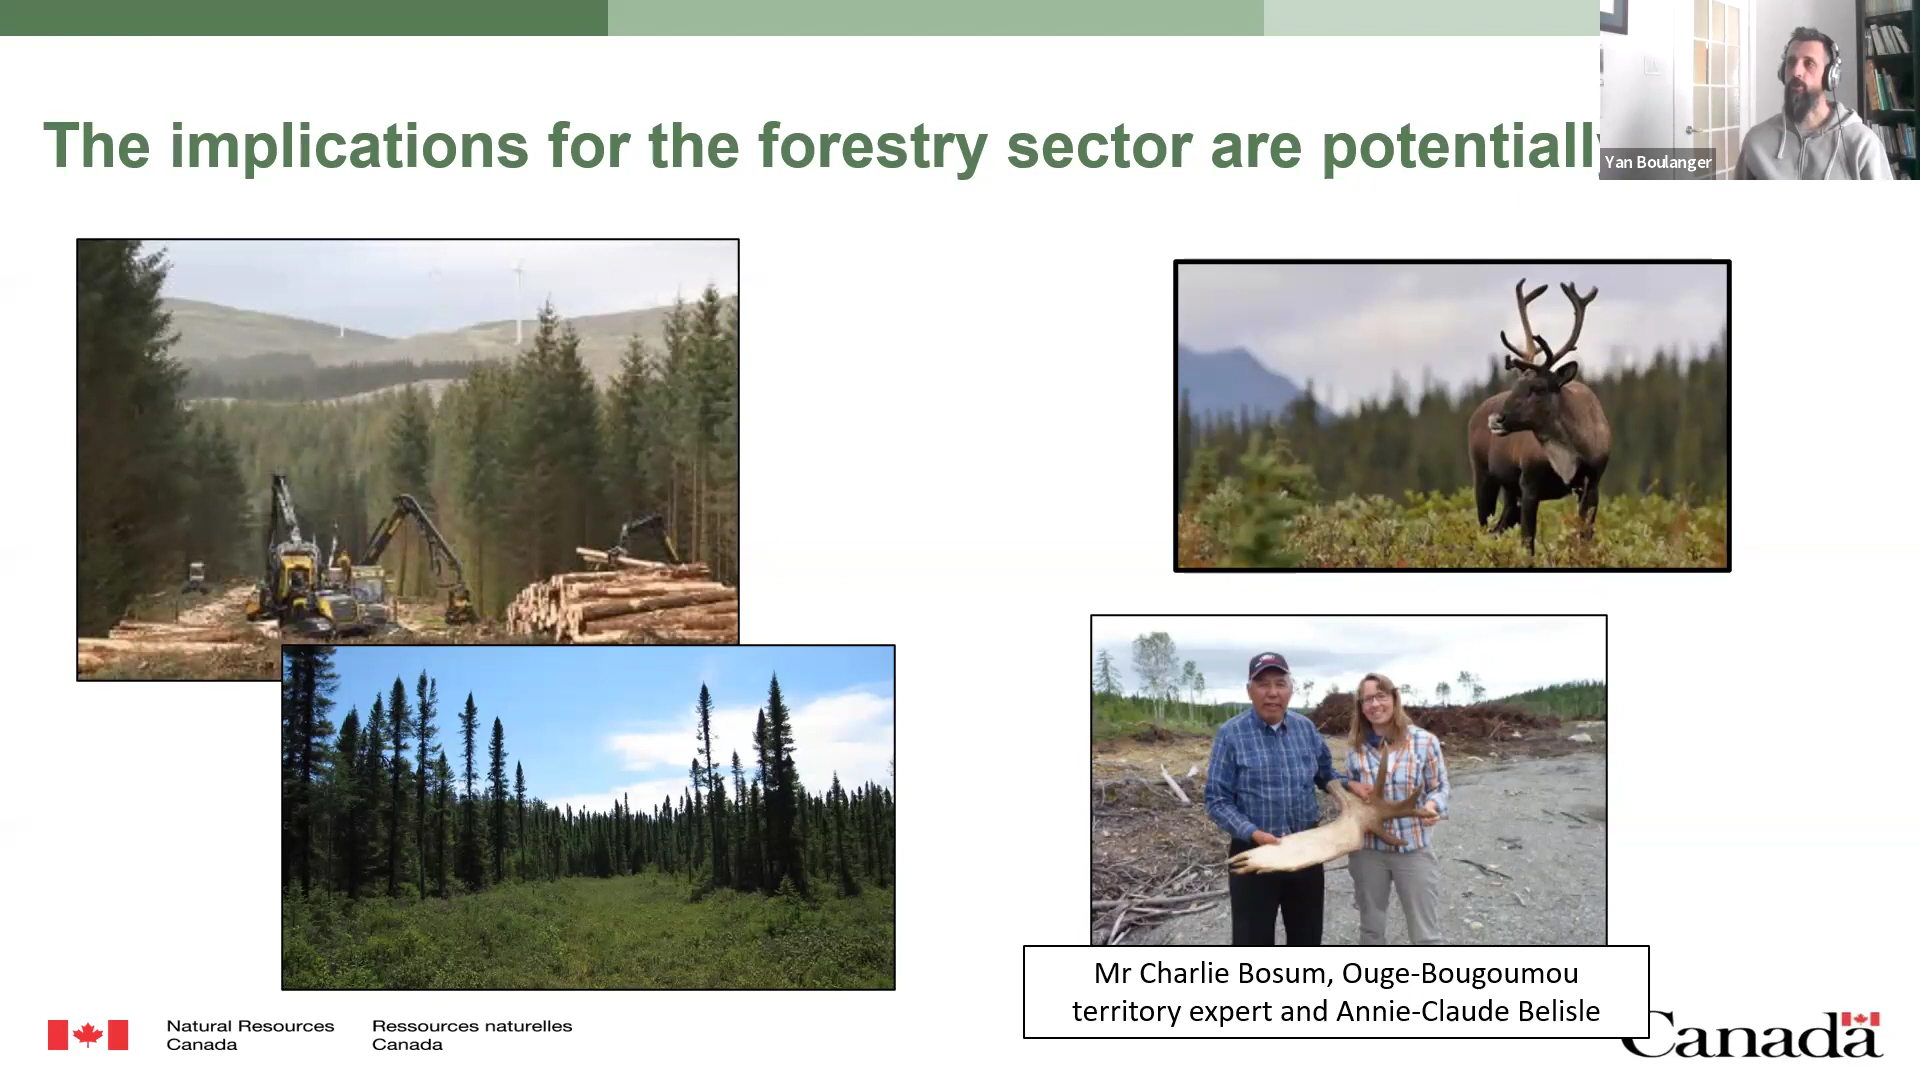 The implications for the forestry sector are potentially
Yan Boulanger
Mr Charlie Bosum, Ouge-Bougoumou
territory expert and Annie-Claude Belisle
Natural Resources
Canada
Ressources naturelles
Canada
Canada